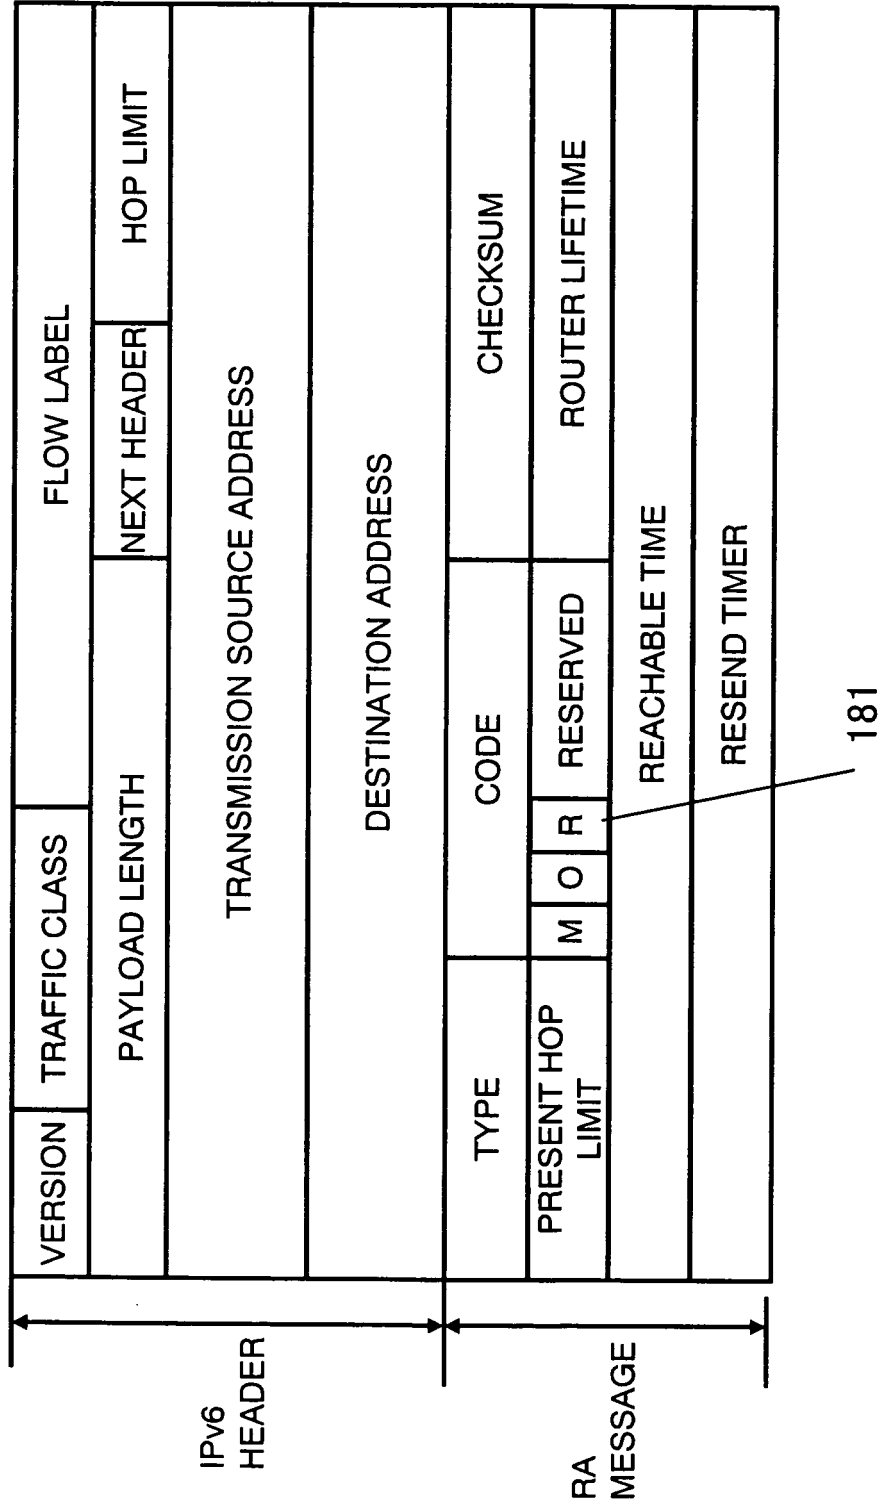 IPv6
HEADER
VERSION
TRAFFIC CLASS
FLOW LABEL
PAYLOAD LENGTH
NEXT HEADER
HOP LIMIT
TRANSMISSION SOURCE ADDRESS
DESTINATION ADDRESS
RA
MESSAGE
TYPE
CODE
CHECKSUM
PRESENT HOP
LIMIT
M
O
R
RESERVED
ROUTER LIFETIME
REACHABLE TIME
RESEND TIMER
181